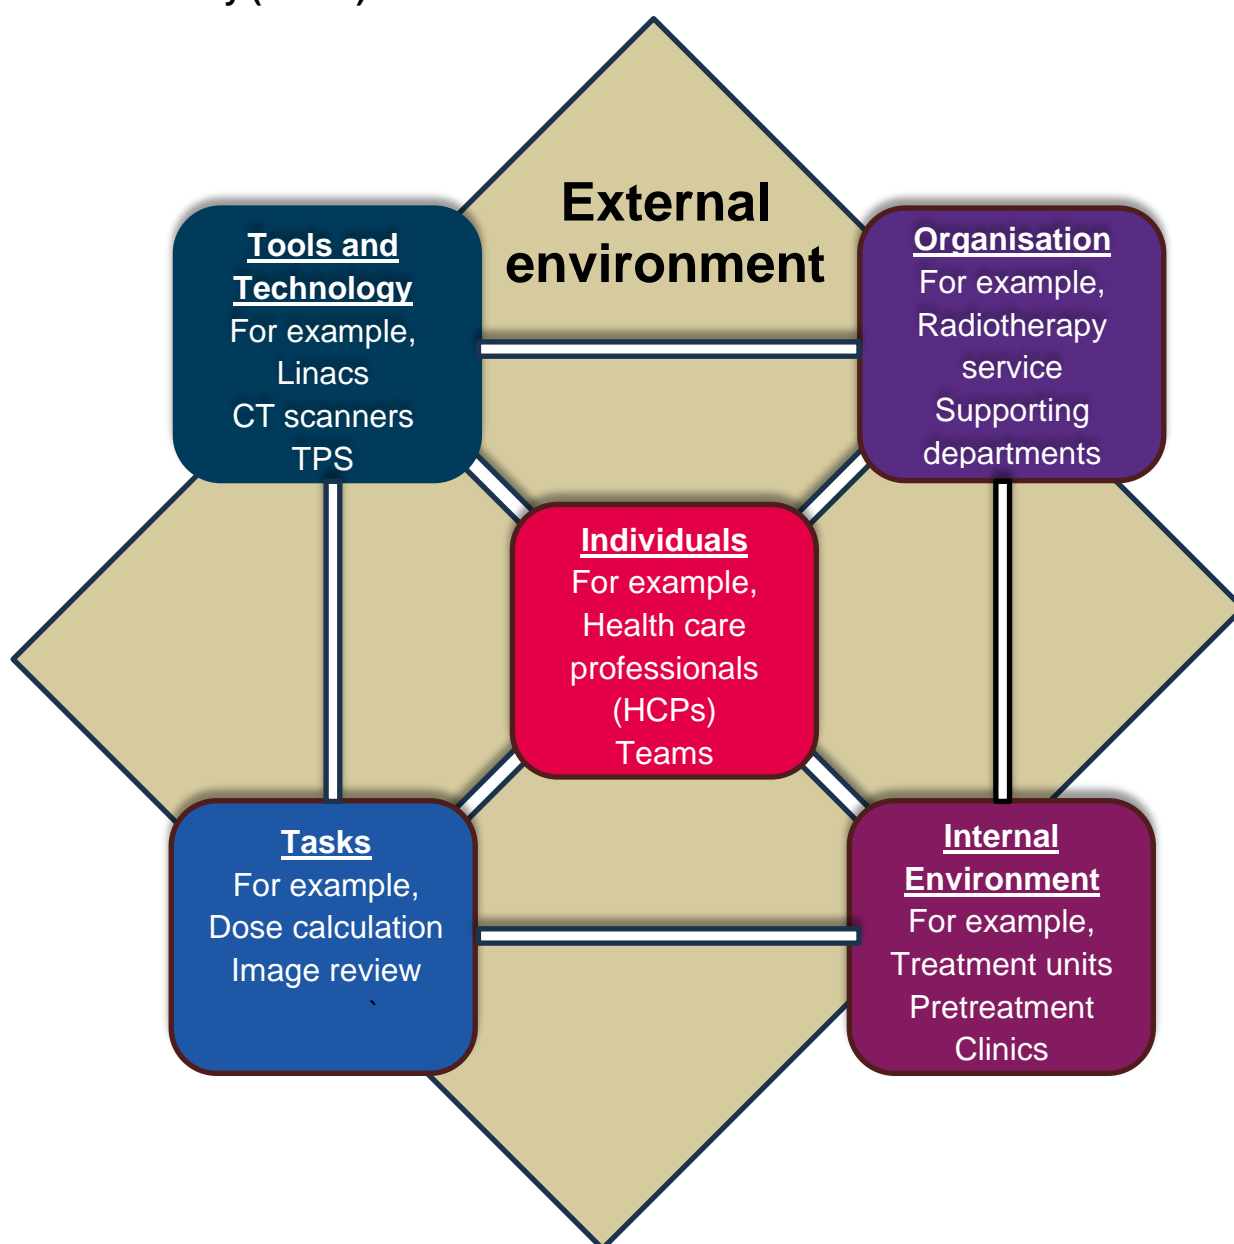 External
environment
Tools and
Technology
For example,
Linacs
CT scanners
TPS
Organisation
For example,
Radiotherapy
service
Supporting
departments
Individuals
For example,
Health care
professionals
(HCPs)
Teams
Tasks
For example,
Dose calculation
Image review
`
Internal
Environment
For example,
Treatment units
Pretreatment
Clinics